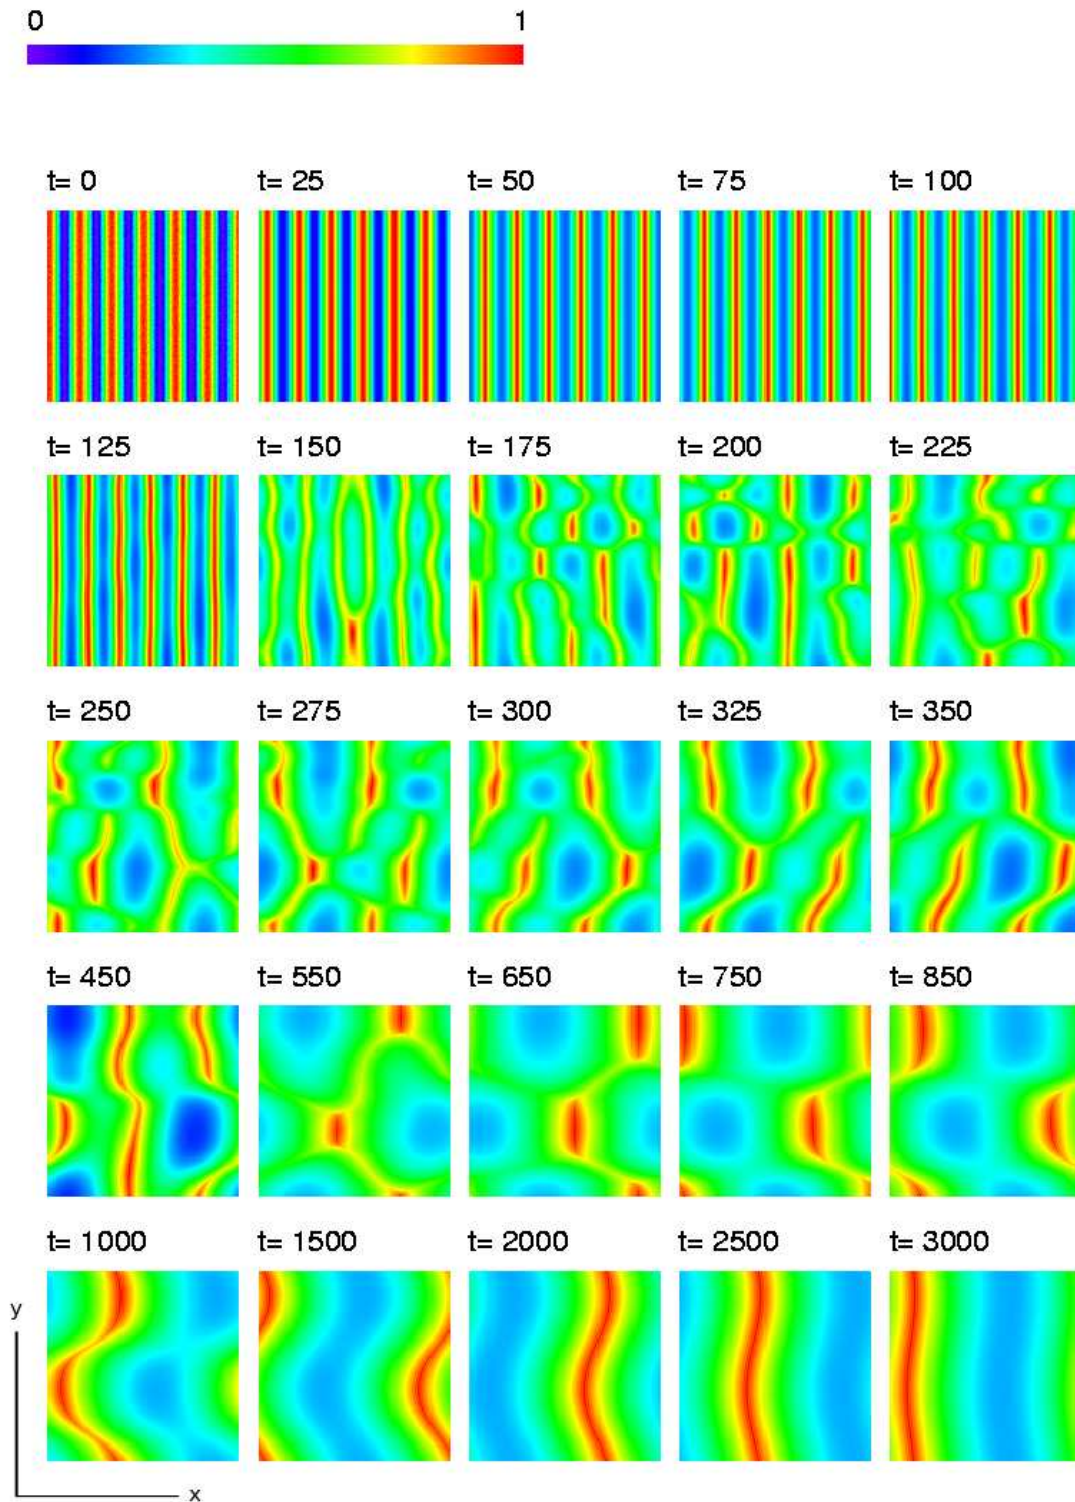 0 1
t= 0 t= 25 t= 50 t= 75 t= 100
t= 125 t= 150 t= 175 t= 200 t= 225
t= 250 t= 275 t= 300 t= 325 t= 350
t= 450 t= 550 t= 650 t= 750 t= 850
t= 1000 t= 1500 t= 2000 t= 2500 t= 3000
y
x